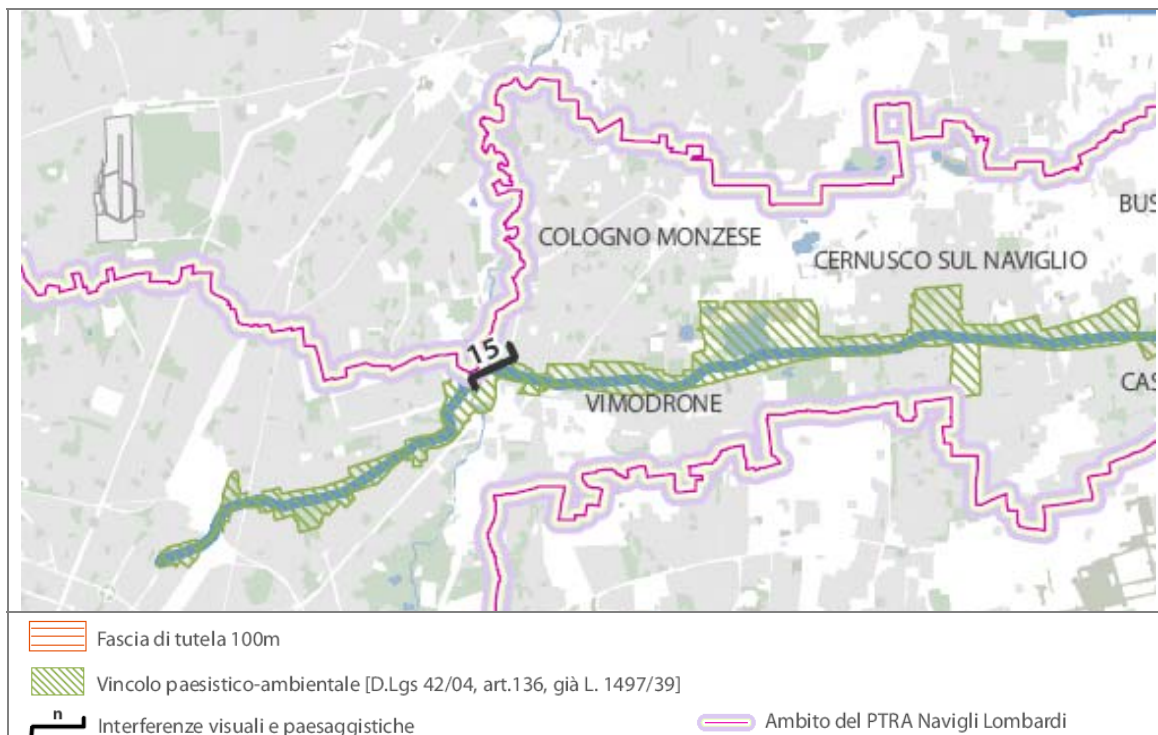 COLOGNO MONZESE
BUS
CERNUSCO SUL NAVIGLIO
15
CAS
VIMODRONE
Fascia di tutela 100m
Vincolo paesistico-ambientale [D.Lgs 42/04, art.136, già L. 1497/39]
n
Interferenze visuali e paesaggistiche
Ambito del PTRA Navigli Lombardi